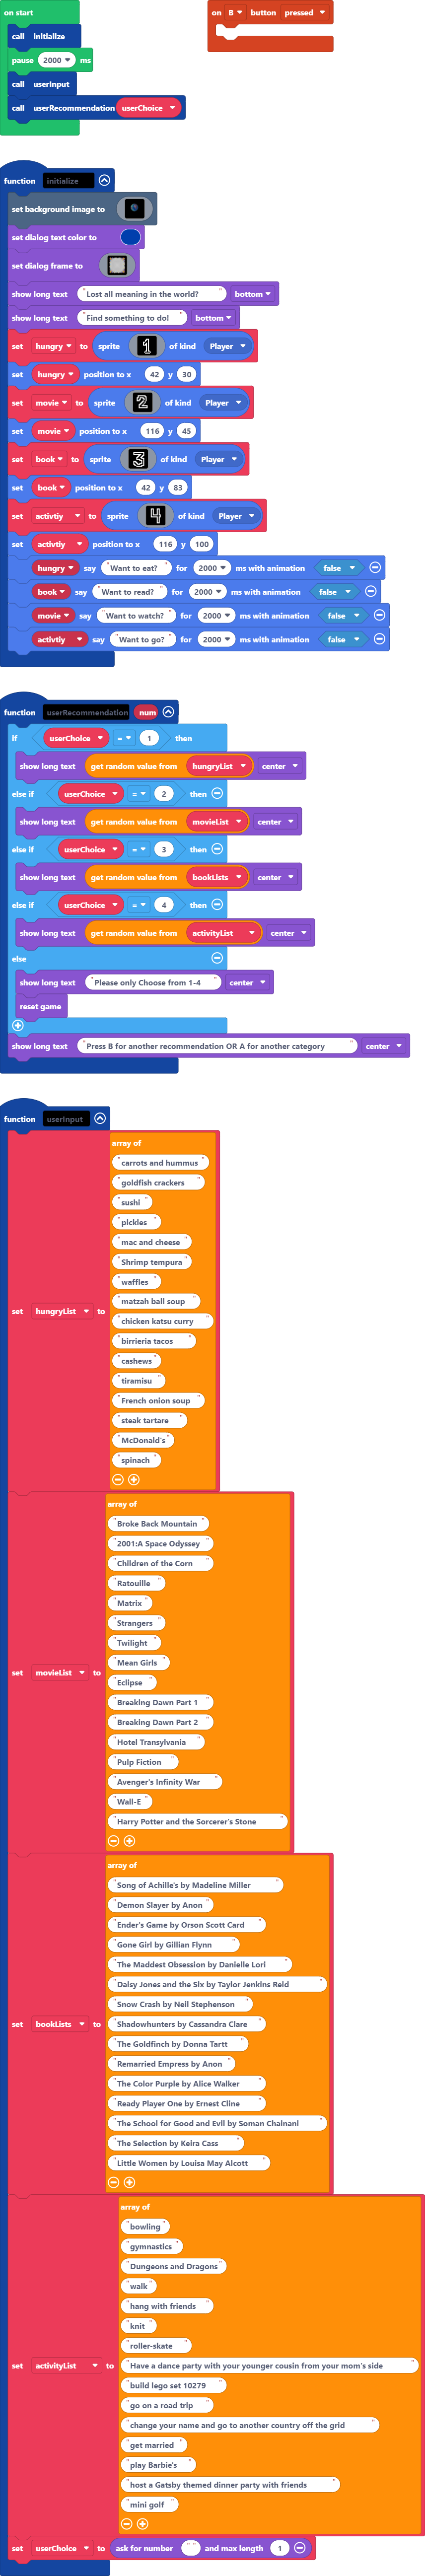 on start
call initialize
pause 2000 ms
call userInput
call userRecommendation userChoice
on B button pressed
function initialize
set background image to
set dialog text color to
set dialog frame to
show long text "Lost all meaning in the world?" bottom
show long text "Find something to do!" bottom
set hungry to sprite 1 of kind Player
set hungry position to x 42 y 30
set movie to sprite 2 of kind Player
set movie position to x 116 y 45
set book to sprite 3 of kind Player
set book position to x 42 y 83
set activtiy to sprite 4 of kind Player
set activtiy position to x 116 y 100
hungry say "Want to eat?" for 2000 ms with animation false
book say "Want to read?" for 2000 ms with animation false
movie say "Want to watch?" for 2000 ms with animation false
activtiy say "Want to go?" for 2000 ms with animation false
function userRecommendation num
if userChoice = 1 then
show long text get random value from hungryList center
else if userChoice = 2 then
show long text get random value from movieList center
else if userChoice = 3 then
show long text get random value from bookLists center
else if userChoice = 4 then
show long text get random value from activityList center
else
show long text "Please only Choose from 1-4" center
reset game
show long text "Press B for another recommendation OR A for another category" center
function userInput
set hungryList to array of
"carrots and hummus"
"goldfish crackers"
"sushi"
"pickles"
"mac and cheese"
"Shrimp tempura"
"waffles"
"matzah ball soup"
"chicken katsu curry"
"birrieria tacos"
"cashews"
"tiramisu"
"French onion soup"
"steak tartare"
"McDonald's"
"spinach"
set movieList to array of
"Broke Back Mountain"
"2001:A Space Odyssey"
"Children of the Corn"
"Ratouille"
"Matrix"
"Strangers"
"Twilight"
"Mean Girls"
"Eclipse"
"Breaking Dawn Part 1"
"Breaking Dawn Part 2"
"Hotel Transylvania"
"Pulp Fiction"
"Avenger's Infinity War"
"Wall-E"
"Harry Potter and the Sorcerer's Stone"
set bookLists to array of
"Song of Achille's by Madeline Miller"
"Demon Slayer by Anon"
"Ender's Game by Orson Scott Card"
"Gone Girl by Gillian Flynn"
"The Maddest Obsession by Danielle Lori"
"Daisy Jones and the Six by Taylor Jenkins Reid"
"Snow Crash by Neil Stephenson"
"Shadowhunters by Cassandra Clare"
"The Goldfinch by Donna Tartt"
"Remarried Empress by Anon"
"The Color Purple by Alice Walker"
"Ready Player One by Ernest Cline"
"The School for Good and Evil by Soman Chainani"
"The Selection by Keira Cass"
"Little Women by Louisa May Alcott"
set activityList to array of
"bowling"
"gymnastics"
"Dungeons and Dragons"
"walk"
"hang with friends"
"knit"
"roller-skate"
"Have a dance party with your younger cousin from your mom's side"
"build lego set 10279"
"go on a road trip"
"change your name and go to another country off the grid"
"get married"
"play Barbie's"
"host a Gatsby themed dinner party with friends"
"mini golf"
set userChoice to ask for number "" and max length 1